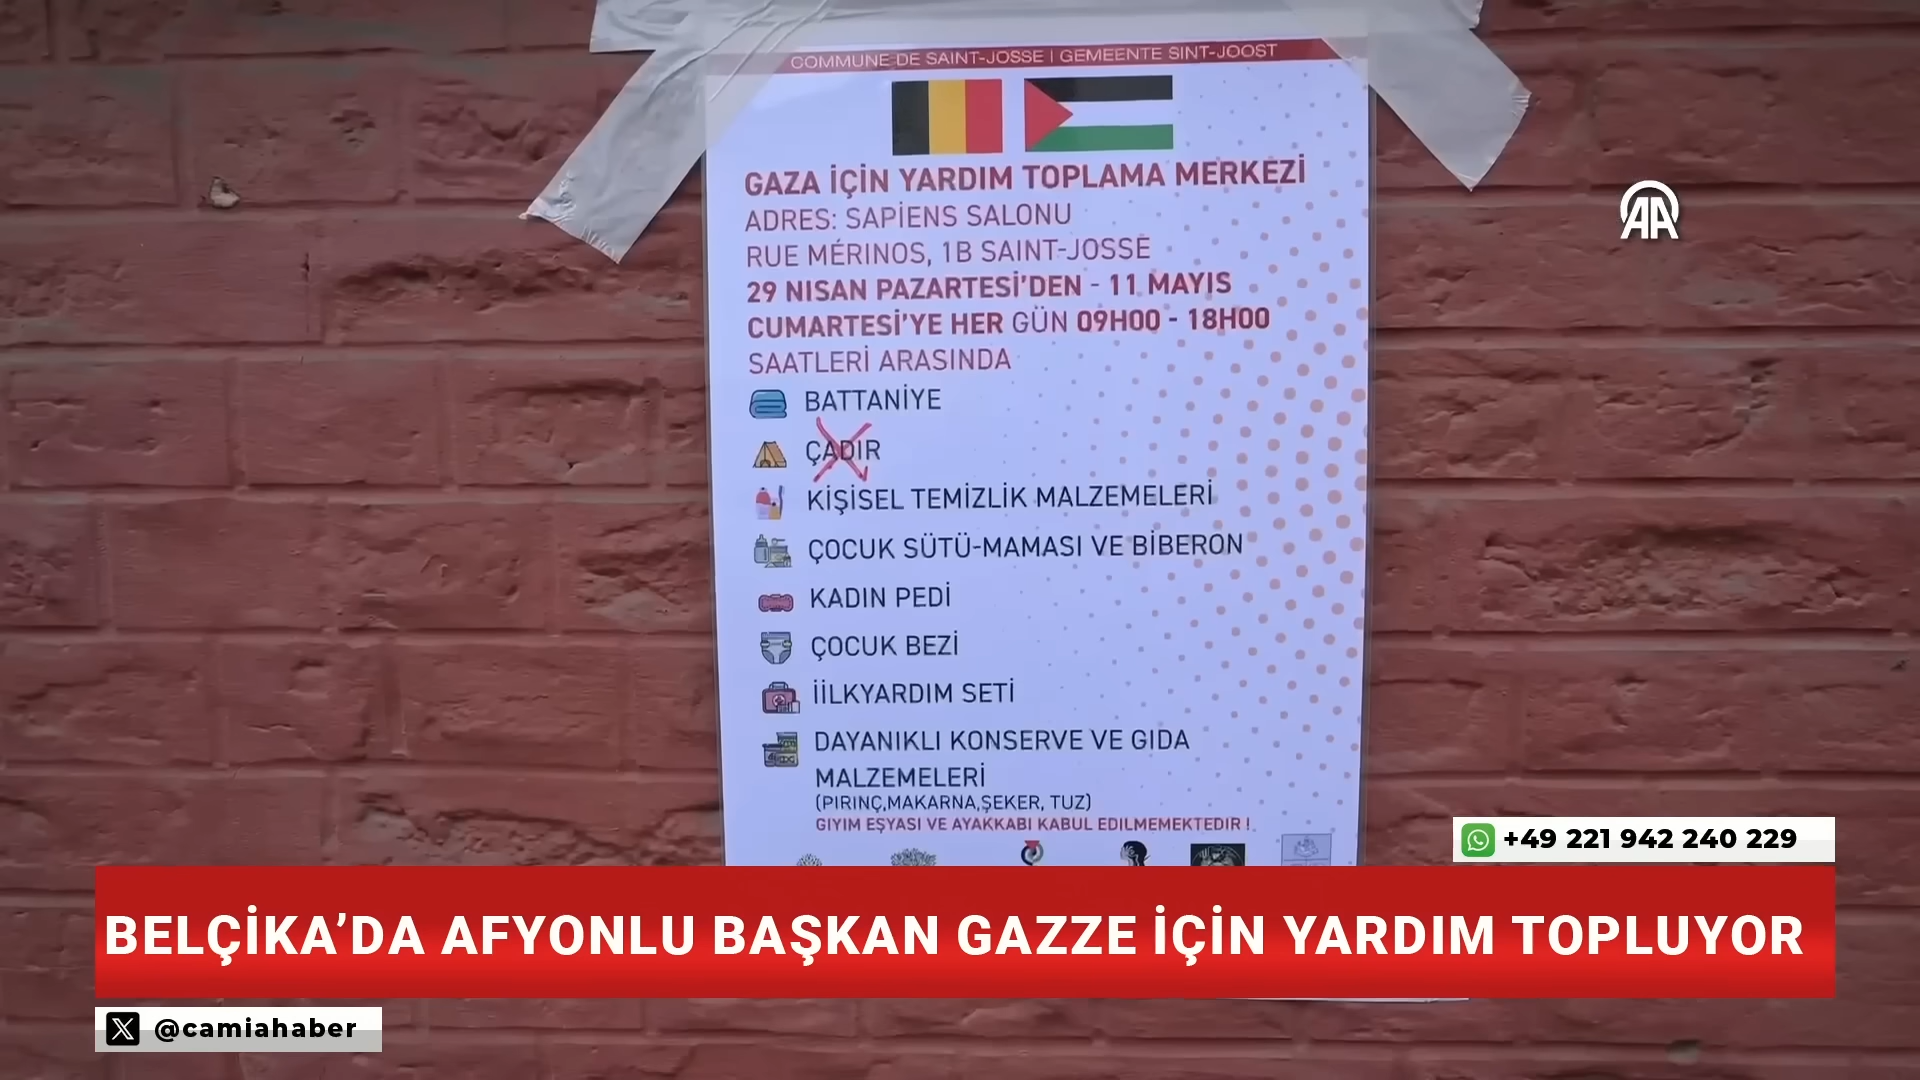 COMMUNE DE SAINT-JOSSE | GEMEENTE SINT-JOOST
GAZA İÇİN YARDIM TOPLAMA MERKEZİ
ADRES: SAPİENS SALONU
RUE MÉRINOS, 1B SAINT-JOSSE
29 NISAN PAZARTESİ'DEN - 11 MAYIS
CUMARTESİ'YE HER GÜN 09H00 - 18H00
SAATLERİ ARASINDA
BATTANİYE
ÇADIR
KİŞİSEL TEMİZLİK MALZEMELERİ
ÇOCUK SÜTÜ-MAMASI VE BİBERON
KADIN PEDİ
ÇOCUK BEZİ
İİLKYARDIM SETİ
DAYANIKLI KONSERVE VE GIDA
MALZEMELERİ
(PIRINÇ,MAKARNA,ŞEKER, TUZ)
GIYIM EŞYASI VE AYAKKABI KABUL EDILMEMEKTEDIR !
AA
+49 221 942 240 229
BELÇİKA’DA AFYONLU BAŞKAN GAZZE İÇİN YARDIM TOPLUYOR
@camiahaber